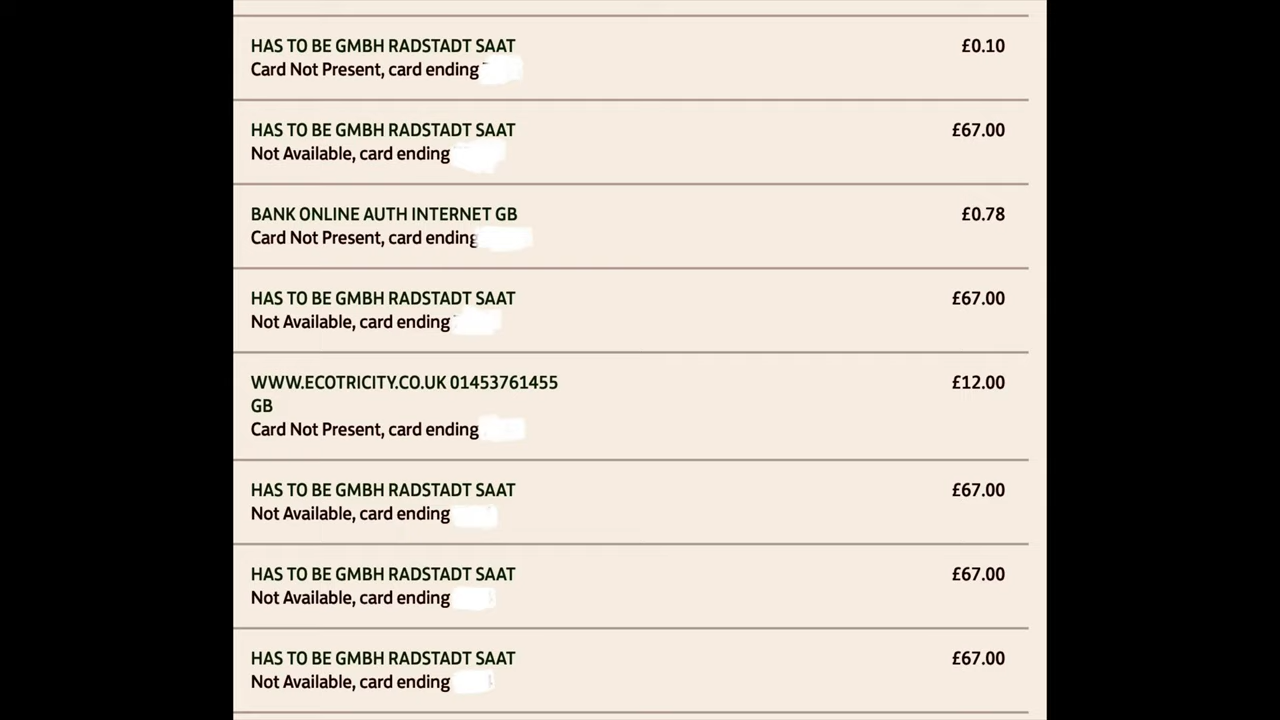 HAS TO BE GMBH RADSTADT SAAT £0.10
Card Not Present, card ending
HAS TO BE GMBH RADSTADT SAAT £67.00
Not Available, card ending
BANK ONLINE AUTH INTERNET GB £0.78
Card Not Present, card ending
HAS TO BE GMBH RADSTADT SAAT £67.00
Not Available, card ending
WWW.ECOTRICITY.CO.UK 01453761455 £12.00
GB
Card Not Present, card ending
HAS TO BE GMBH RADSTADT SAAT £67.00
Not Available, card ending
HAS TO BE GMBH RADSTADT SAAT £67.00
Not Available, card ending
HAS TO BE GMBH RADSTADT SAAT £67.00
Not Available, card ending